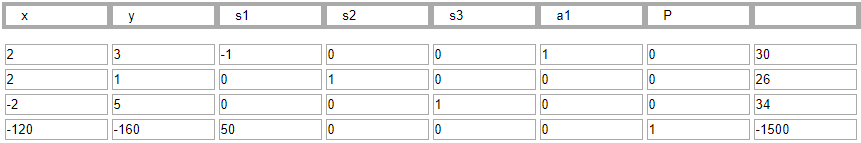 x y s1 s2 s3 a1 P
2 3 -1 0 0 1 0 30
2 1 0 1 0 0 0 26
-2 5 0 0 1 0 0 34
-120 -160 50 0 0 0 1 -1500